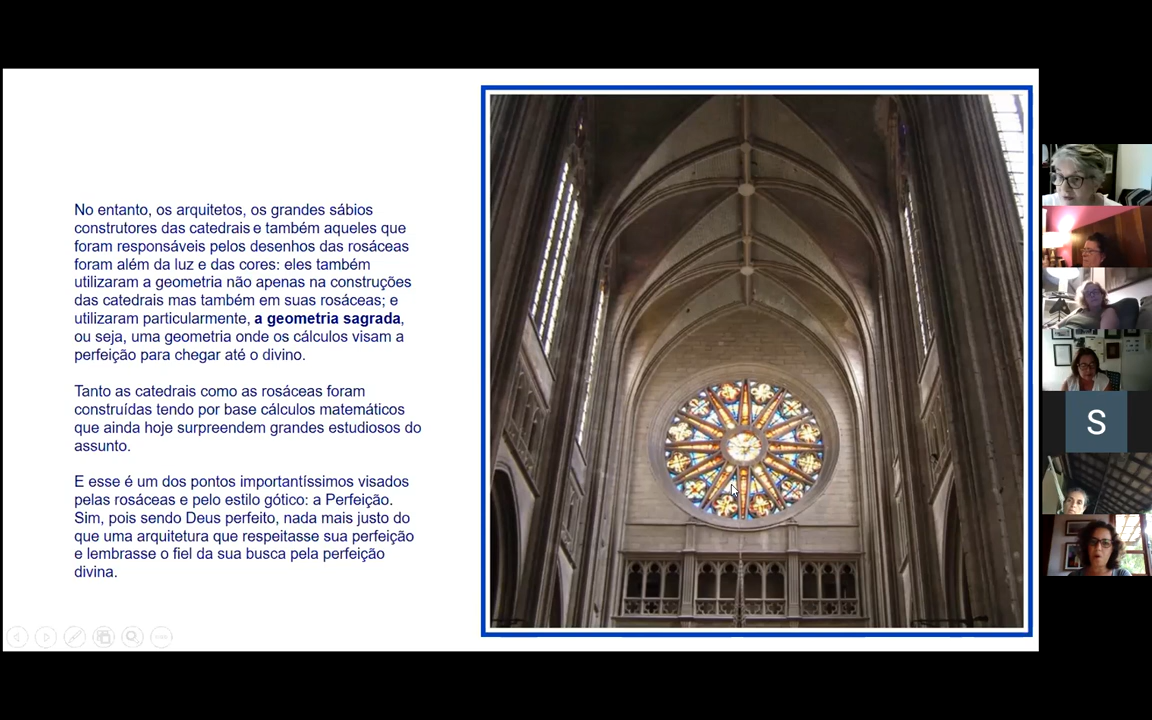 No entanto, os arquitetos, os grandes sábios
construtores das catedrais e também aqueles que
foram responsáveis pelos desenhos das rosáceas
foram além da luz e das cores: eles também
utilizaram a geometria não apenas na construções
das catedrais mas também em suas rosáceas; e
utilizaram particularmente, a geometria sagrada,
ou seja, uma geometria onde os cálculos visam a
perfeição para chegar até o divino.
Tanto as catedrais como as rosáceas foram
construídas tendo por base cálculos matemáticos
que ainda hoje surpreendem grandes estudiosos do
assunto.
E esse é um dos pontos importantíssimos visados
pelas rosáceas e pelo estilo gótico: a Perfeição.
Sim, pois sendo Deus perfeito, nada mais justo do
que uma arquitetura que respeitasse sua perfeição
e lembrasse o fiel da sua busca pela perfeição
divina.
S